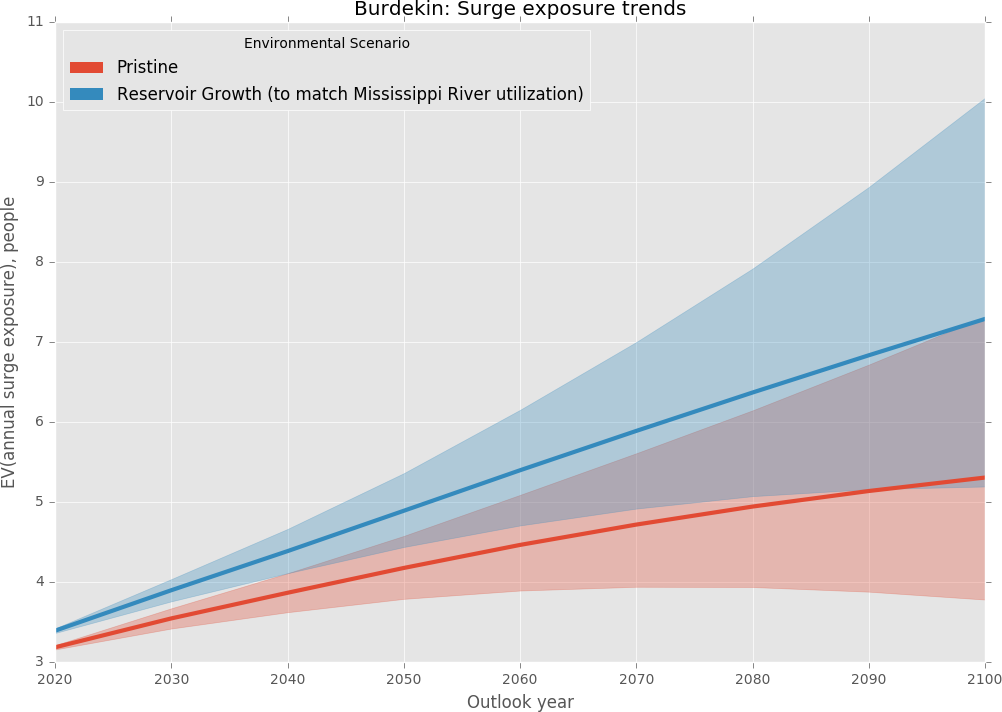 Burdekin: Surge exposure trends
Environmental Scenario
Pristine
Reservoir Growth (to match Mississippi River utilization)
EV(annual surge exposure), people
11
10
9
8
7
6
5
4
3
2020 2030 2040 2050 2060 2070 2080 2090 2100
Outlook year